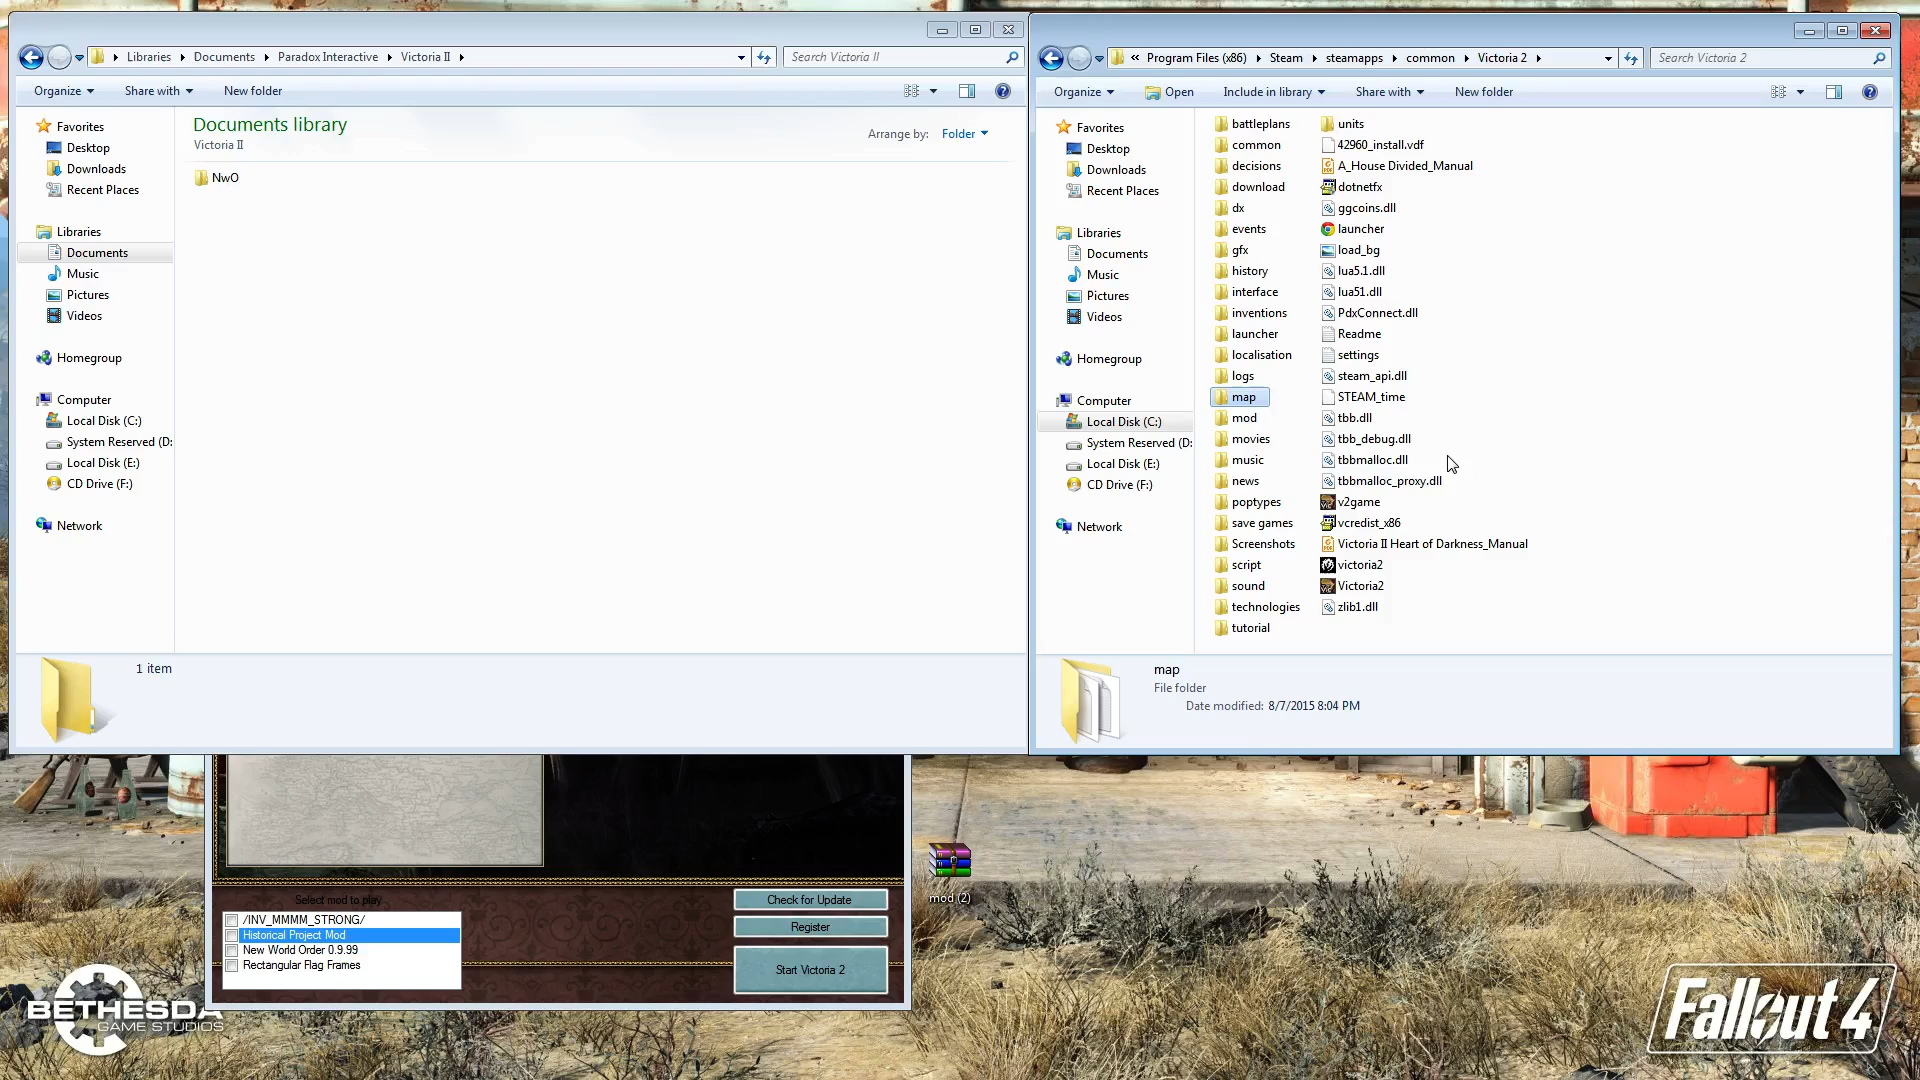 Libraries Documents Paradox Interactive Victoria II
Search Victoria II
Organize Share with New folder
Favorites
Desktop
Downloads
Recent Places
Libraries
Documents
Music
Pictures
Videos
Homegroup
Computer
Local Disk (C:)
System Reserved (D:
Local Disk (E:)
CD Drive (F:)
Network
Documents library
Victoria II
Arrange by: Folder
NwO
1 item
« Program Files (x86) Steam steamapps common Victoria 2
Search Victoria 2
Organize Open Include in library Share with New folder
Favorites
Desktop
Downloads
Recent Places
Libraries
Documents
Music
Pictures
Videos
Homegroup
Computer
Local Disk (C:)
System Reserved (D:
Local Disk (E:)
CD Drive (F:)
Network
battleplans
common
decisions
download
dx
events
gfx
history
interface
inventions
launcher
localisation
logs
map
mod
movies
music
news
poptypes
save games
Screenshots
script
sound
technologies
tutorial
units
42960_install.vdf
A_House Divided_Manual
dotnetfx
ggcoins.dll
launcher
load_bg
lua5.1.dll
lua51.dll
PdxConnect.dll
Readme
settings
steam_api.dll
STEAM_time
tbb.dll
tbb_debug.dll
tbbmalloc.dll
tbbmalloc_proxy.dll
v2game
vcredist_x86
Victoria II Heart of Darkness_Manual
victoria2
Victoria2
zlib1.dll
map
File folder
Date modified: 8/7/2015 8:04 PM
Select mod to play
/INV_MMMM_STRONG/
Historical Project Mod
New World Order 0.9.99
Rectangular Flag Frames
Check for Update
Register
Start Victoria 2
mod (2)
BETHESDA
GAME STUDIOS
Fallout 4